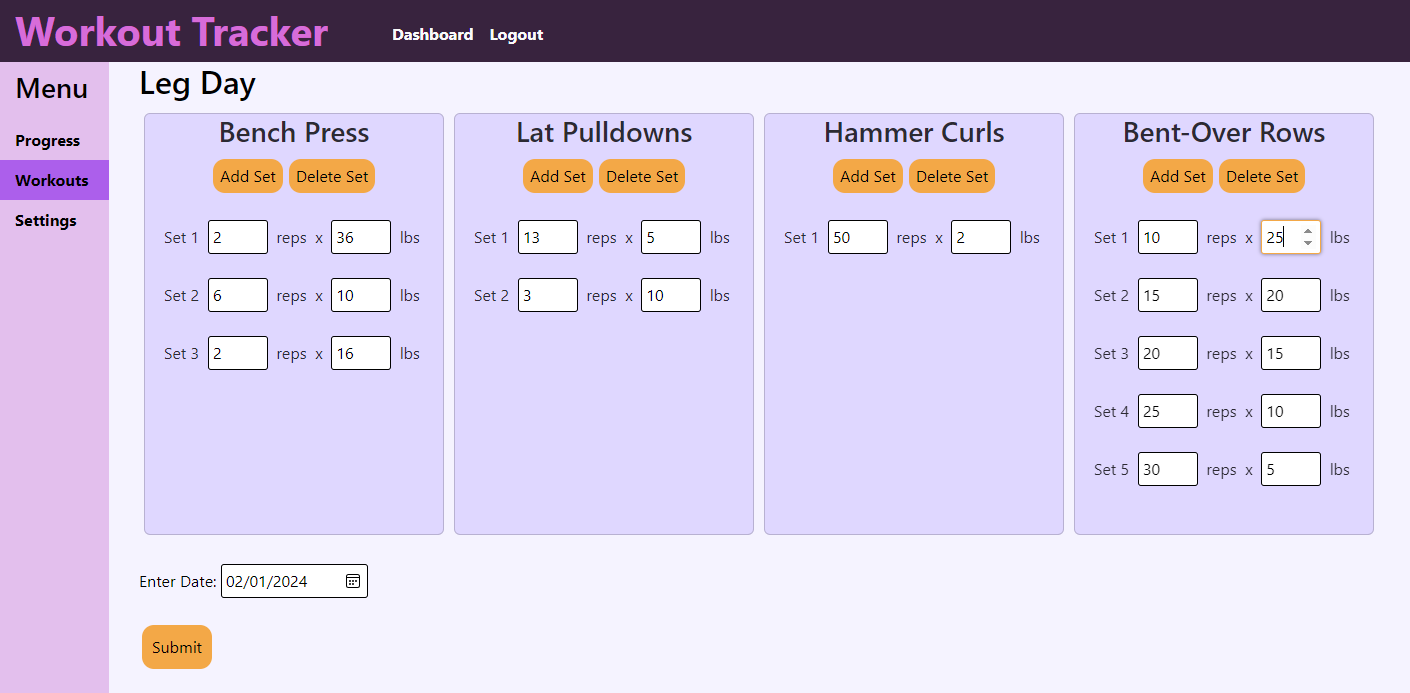 Workout Tracker Dashboard Logout
Menu
Progress
Workouts
Settings
Leg Day
Bench Press
Add Set Delete Set
Set 1 2 reps x 36 lbs
Set 2 6 reps x 10 lbs
Set 3 2 reps x 16 lbs
Lat Pulldowns
Add Set Delete Set
Set 1 13 reps x 5 lbs
Set 2 3 reps x 10 lbs
Hammer Curls
Add Set Delete Set
Set 1 50 reps x 2 lbs
Bent-Over Rows
Add Set Delete Set
Set 1 10 reps x 25 lbs
Set 2 15 reps x 20 lbs
Set 3 20 reps x 15 lbs
Set 4 25 reps x 10 lbs
Set 5 30 reps x 5 lbs
Enter Date: 02/01/2024
Submit